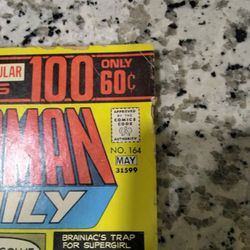 ULAR
100
ONLY
60¢
APPROVED
BY THE
COMICS
CODE
AUTHORITY
NO. 164
MAY
31599
MAN
ILY
BRAINIAC'S TRAP
FOR SUPERGIRL